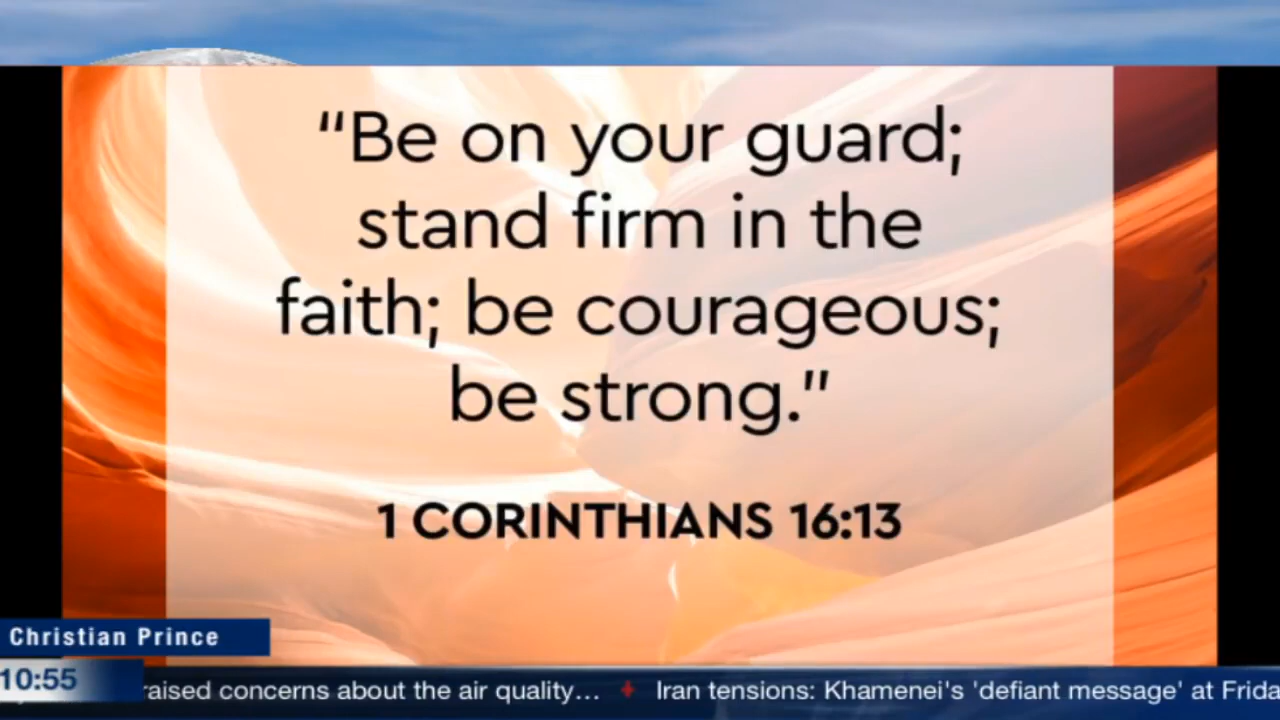 “Be on your guard;
stand firm in the
faith; be courageous;
be strong.”
1 CORINTHIANS 16:13
Christian Prince
10:55
raised concerns about the air quality... Iran tensions: Khamenei's 'defiant message' at Frida